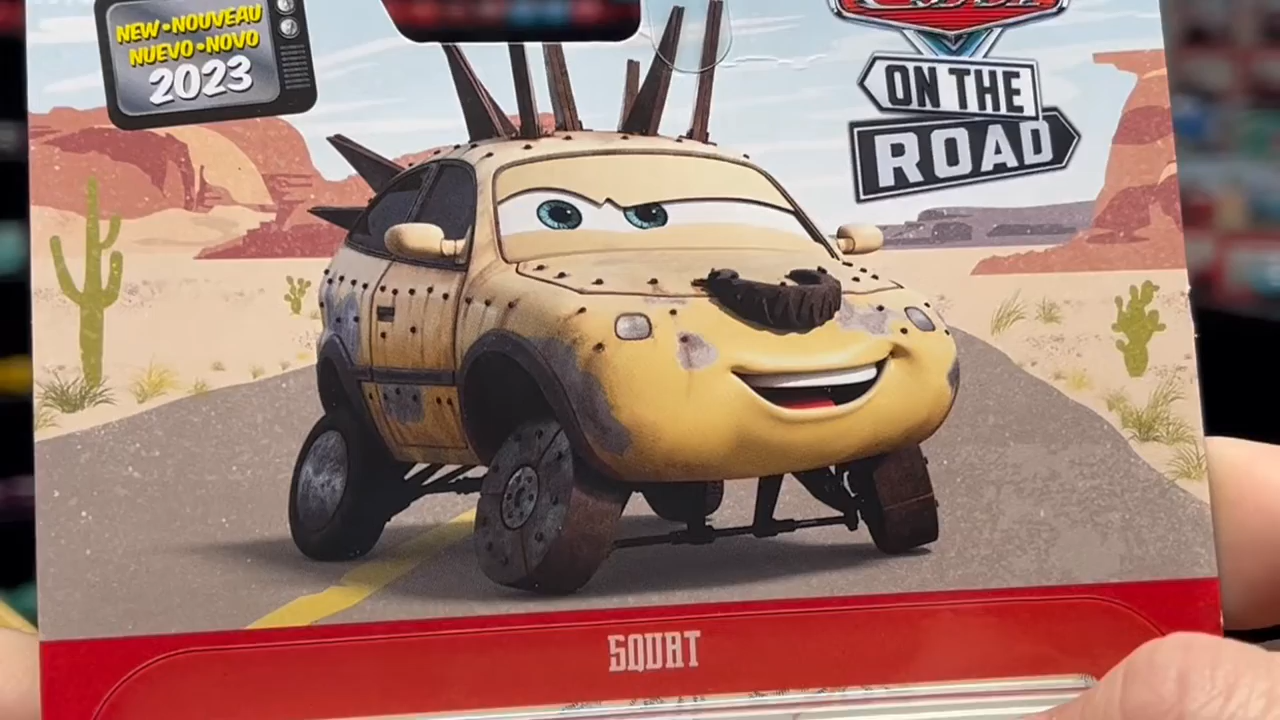 NEW • NOUVEAU
NUEVO • NOVO
2023
ON THE
ROAD
SQUAT